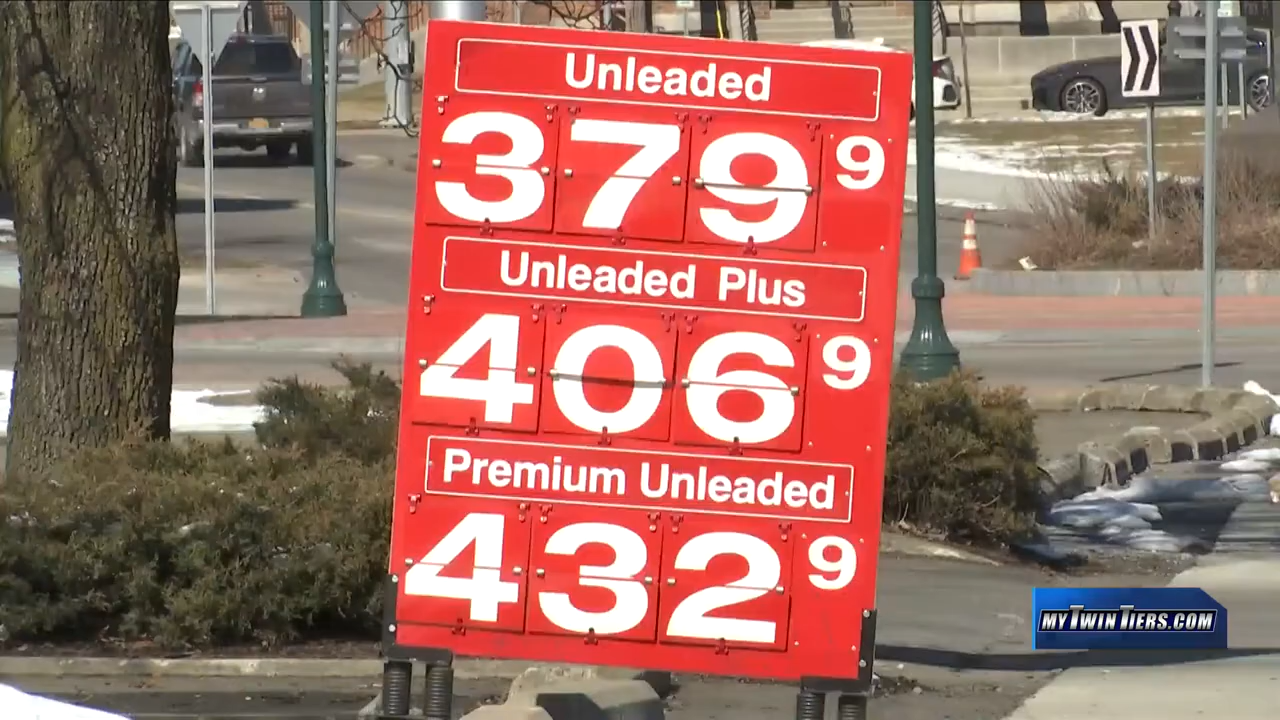 Unleaded
379 9
Unleaded Plus
406 9
Premium Unleaded
432 9
MYTWINTIERS.COM